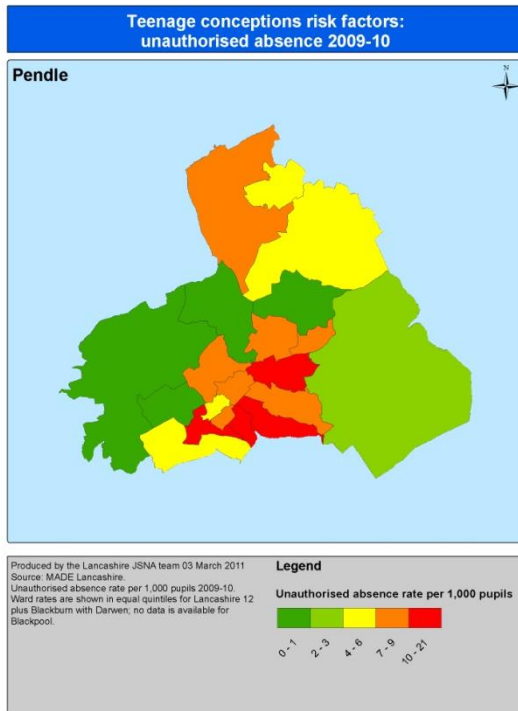 Teenage conceptions risk factors:
unauthorised absence 2009-10
Pendle
N
Produced by the Lancashire JSNA team 03 March 2011
Source: MADE Lancashire.
Unauthorised absence rate per 1,000 pupils 2009-10.
Ward rates are shown in equal quintiles for Lancashire 12
plus Blackburn with Darwen; no data is available for
Blackpool.
Legend
Unauthorised absence rate per 1,000 pupils
0 - 1
2 - 3
4 - 6
7 - 9
10 - 21